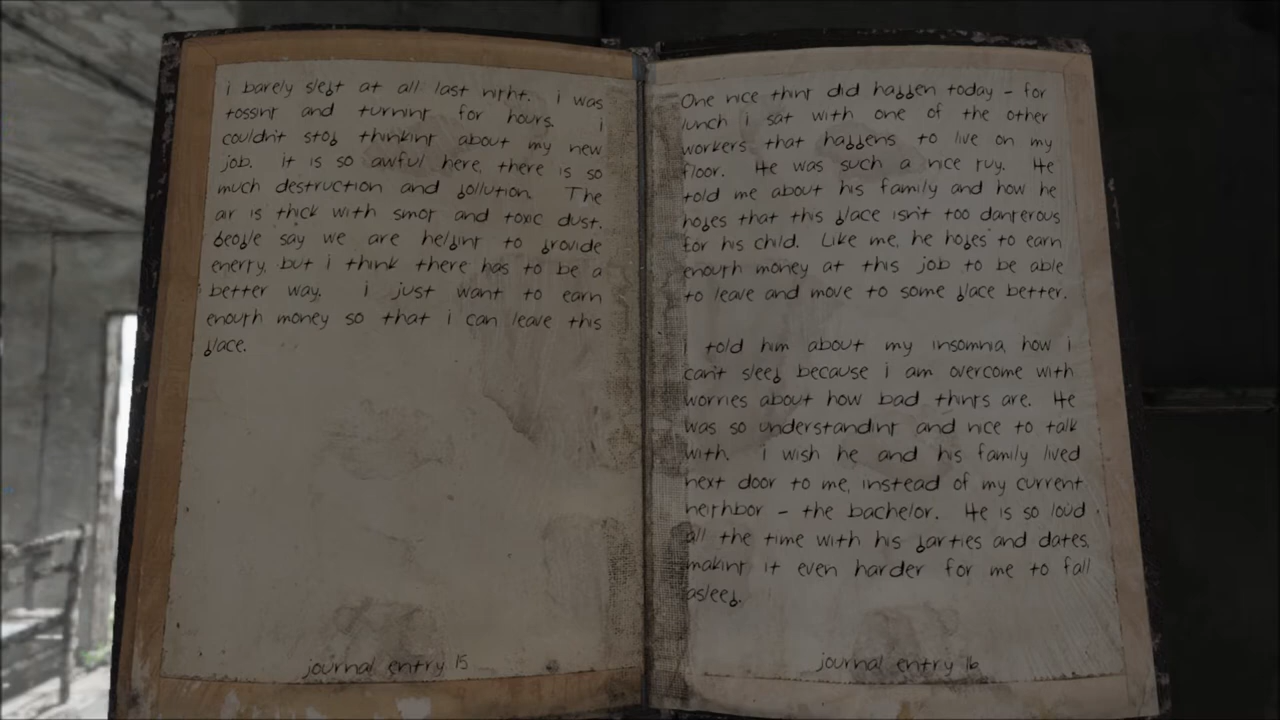 i barely slept at all last night. i was
tossing and turning for hours. i
couldn't stop thinking about my new
job. it is so awful here, there is so
much destruction and pollution. The
air is thick with smog and toxic dust.
people say we are helping to provide
energy, but i think there has to be a
better way. i just want to earn
enough money so that i can leave this
place.
journal entry 15
One nice thing did happen today - for
lunch i sat with one of the other
workers that happens to live on my
floor. He was such a nice guy. He
told me about his family and how he
hopes that this place isn't too dangerous
for his child. Like me, he hopes to earn
enough money at this job to be able
to leave and move to some place better.
i told him about my insomnia, how i
can't sleep because i am overcome with
worries about how bad things are. He
was so understanding and nice to talk
with. i wish he and his family lived
next door to me, instead of my current
neighbor - the bachelor. He is so loud
all the time with his parties and dates,
making it even harder for me to fall
asleep.
journal entry 16